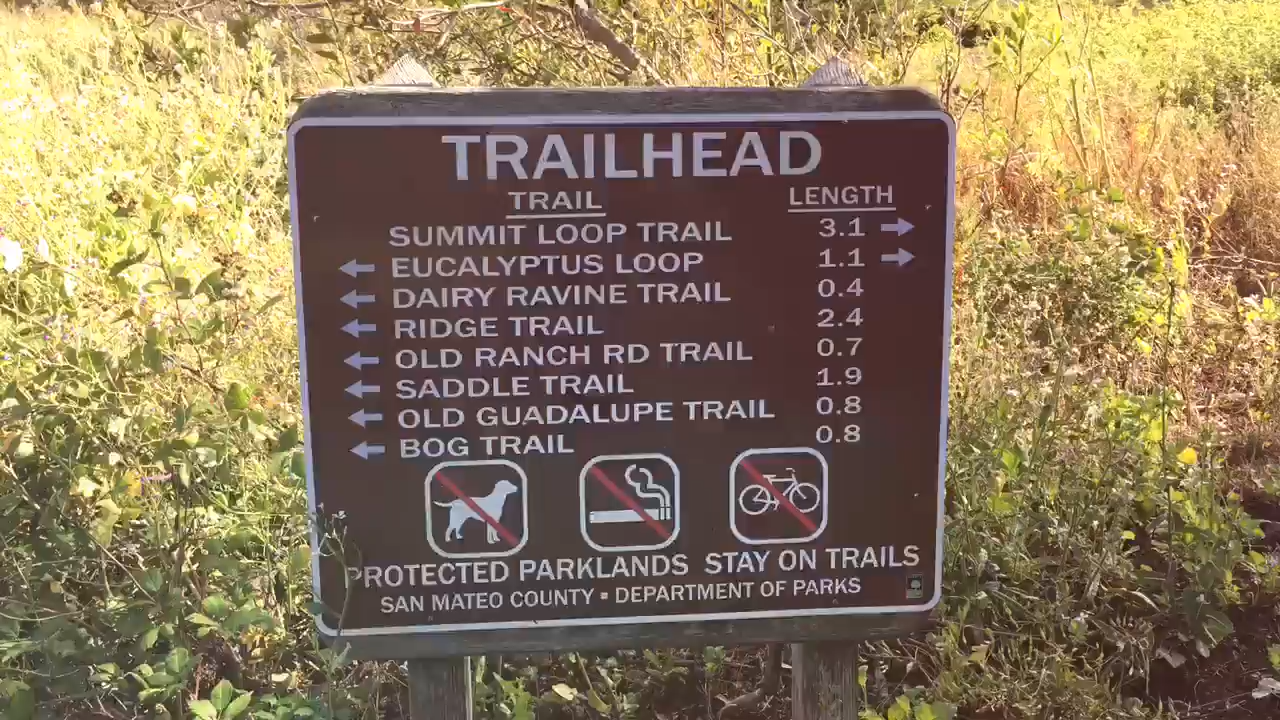 TRAILHEAD
TRAIL LENGTH
SUMMIT LOOP TRAIL 3.1 →
← EUCALYPTUS LOOP 1.1 →
← DAIRY RAVINE TRAIL 0.4
← RIDGE TRAIL 2.4
← OLD RANCH RD TRAIL 0.7
← SADDLE TRAIL 1.9
← OLD GUADALUPE TRAIL 0.8
← BOG TRAIL 0.8
PROTECTED PARKLANDS STAY ON TRAILS
SAN MATEO COUNTY ▪ DEPARTMENT OF PARKS